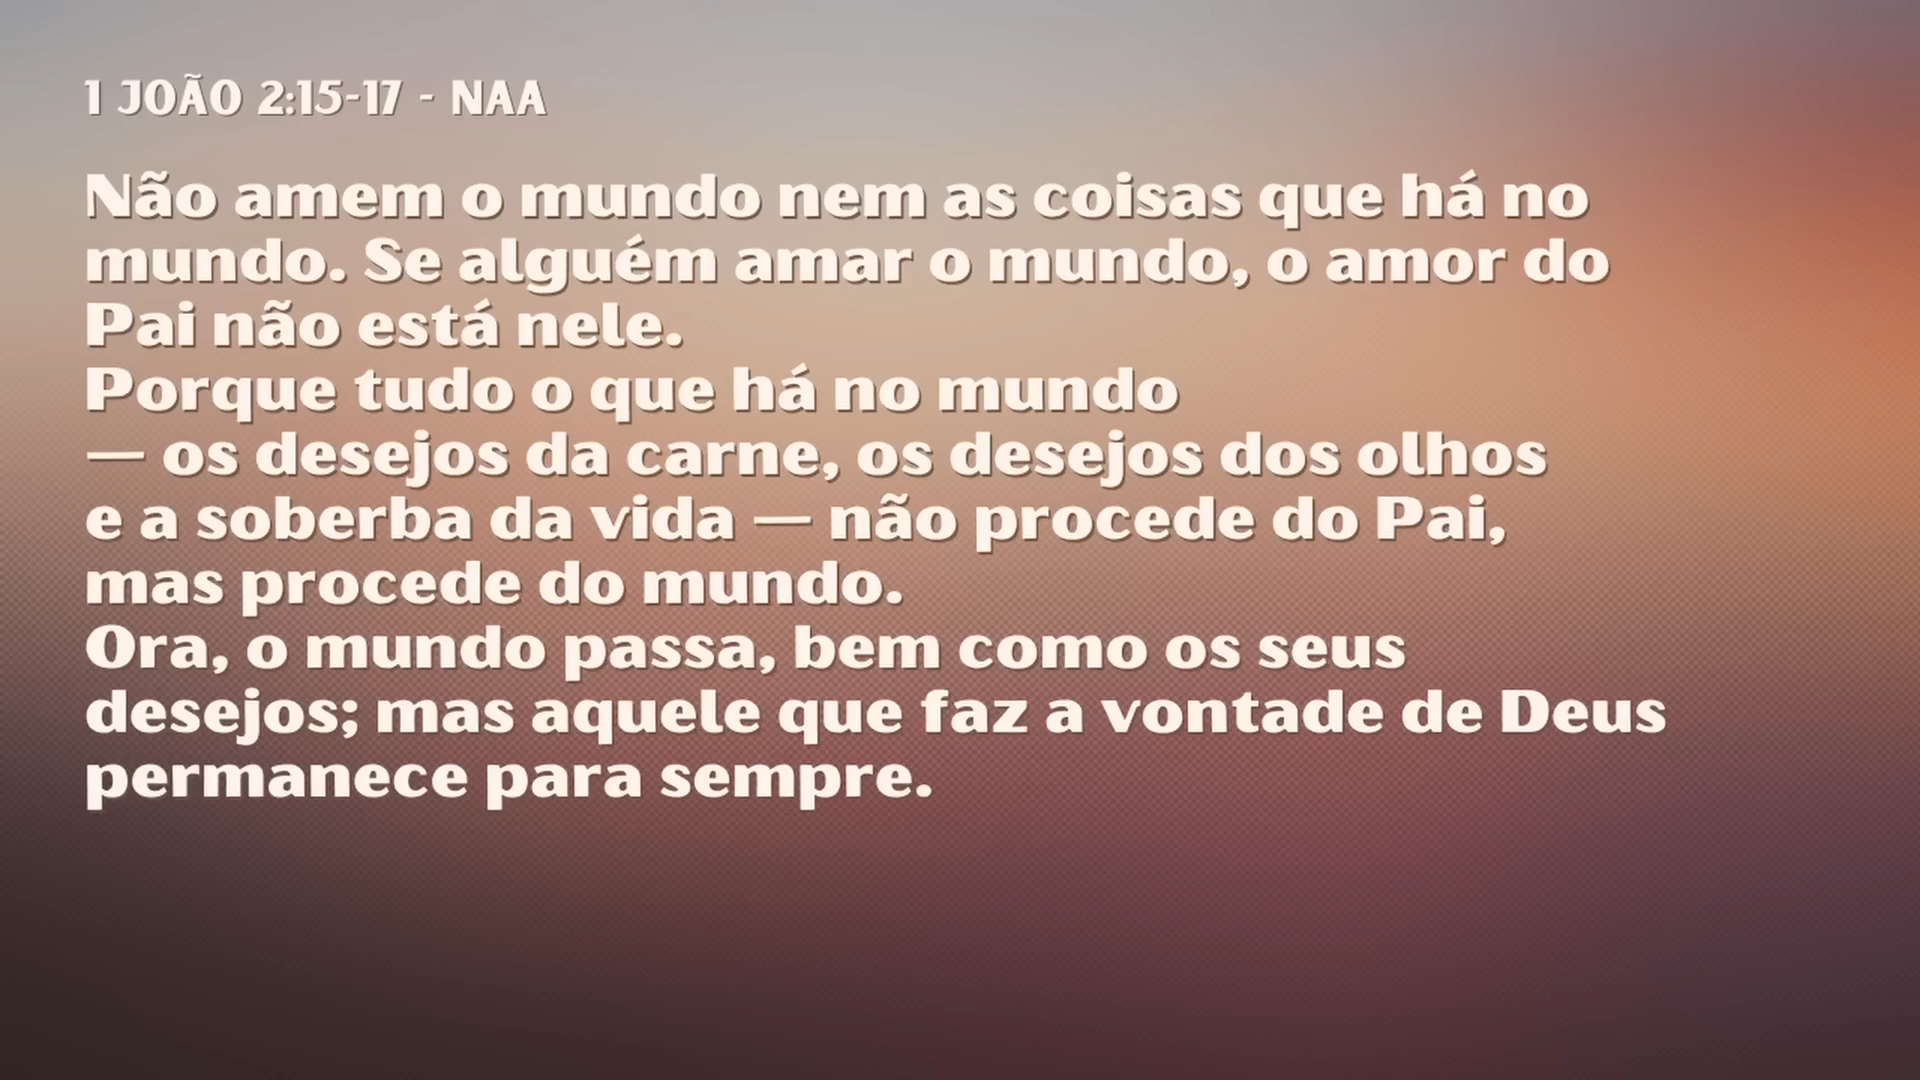 1 JOÃO 2:15-17 - NAA
Não amem o mundo nem as coisas que há no
mundo. Se alguém amar o mundo, o amor do
Pai não está nele.
Porque tudo o que há no mundo
— os desejos da carne, os desejos dos olhos
e a soberba da vida — não procede do Pai,
mas procede do mundo.
Ora, o mundo passa, bem como os seus
desejos; mas aquele que faz a vontade de Deus
permanece para sempre.